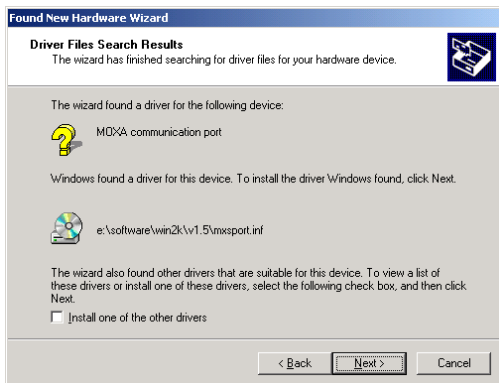 Found New Hardware Wizard
Driver Files Search Results
The wizard has finished searching for driver files for your hardware device.
The wizard found a driver for the following device:
MOXA communication port
Windows found a driver for this device. To install the driver Windows found, click Next.
e:\software\win2k\v1.5\mxsport.inf
The wizard also found other drivers that are suitable for this device. To view a list of
these drivers or install one of these drivers, select the following check box, and then click
Next.
Install one of the other drivers
< Back
Next >
Cancel